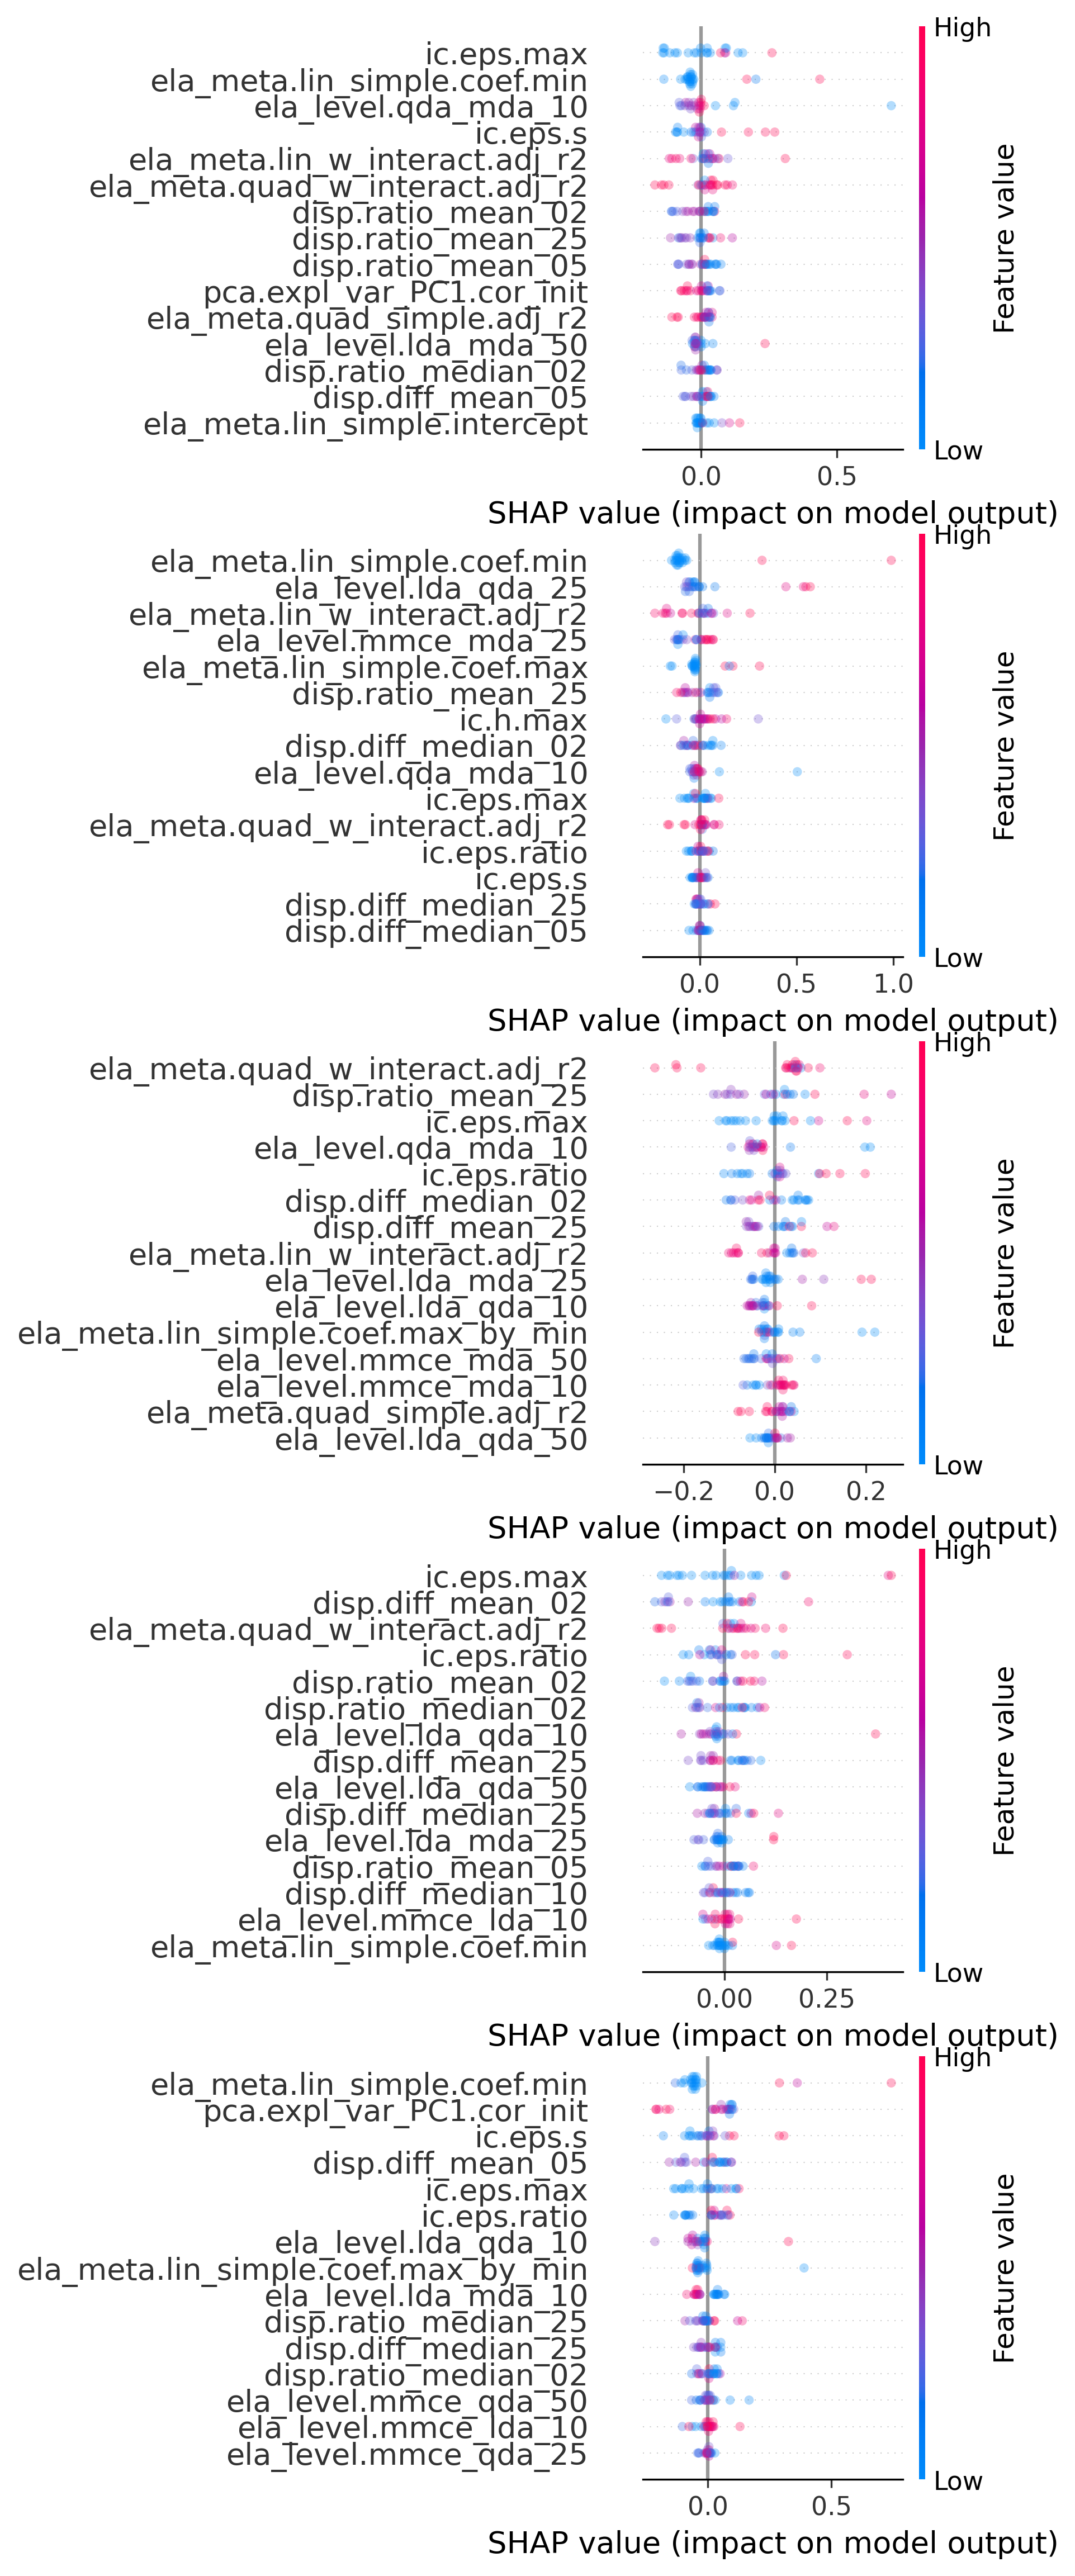 High
ic.eps.max
ela_meta.lin_simple.coef.min
ela_level.qda_mda_10
ic.eps.s
ela_meta.lin_w_interact.adj_r2
ela_meta.quad_w_interact.adj_r2
disp.ratio_mean_02
disp.ratio_mean_25
disp.ratio_mean_05
pca.expl_var_PC1.cor_init
ela_meta.quad_simple.adj_r2
ela_level.lda_mda_50
disp.ratio_median_02
disp.diff_mean_05
ela_meta.lin_simple.intercept
Feature value
Low
0.0 0.5
SHAP value (impact on model output)
High
ela_meta.lin_simple.coef.min
ela_level.lda_qda_25
ela_meta.lin_w_interact.adj_r2
ela_level.mmce_mda_25
ela_meta.lin_simple.coef.max
disp.ratio_mean_25
ic.h.max
disp.diff_median_02
ela_level.qda_mda_10
ic.eps.max
ela_meta.quad_w_interact.adj_r2
ic.eps.ratio
ic.eps.s
disp.diff_median_25
disp.diff_median_05
Feature value
Low
0.0 0.5 1.0
SHAP value (impact on model output)
High
ela_meta.quad_w_interact.adj_r2
disp.ratio_mean_25
ic.eps.max
ela_level.qda_mda_10
ic.eps.ratio
disp.diff_median_02
disp.diff_mean_25
ela_meta.lin_w_interact.adj_r2
ela_level.lda_mda_25
ela_level.lda_qda_10
ela_meta.lin_simple.coef.max_by_min
ela_level.mmce_mda_50
ela_level.mmce_mda_10
ela_meta.quad_simple.adj_r2
ela_level.lda_qda_50
Feature value
Low
−0.2 0.0 0.2
SHAP value (impact on model output)
High
ic.eps.max
disp.diff_mean_02
ela_meta.quad_w_interact.adj_r2
ic.eps.ratio
disp.ratio_mean_02
disp.ratio_median_02
ela_level.lda_qda_10
disp.diff_mean_25
ela_level.lda_qda_50
disp.diff_median_25
ela_level.lda_mda_25
disp.ratio_mean_05
disp.diff_median_10
ela_level.mmce_lda_10
ela_meta.lin_simple.coef.min
Feature value
Low
0.00 0.25
SHAP value (impact on model output)
High
ela_meta.lin_simple.coef.min
pca.expl_var_PC1.cor_init
ic.eps.s
disp.diff_mean_05
ic.eps.max
ic.eps.ratio
ela_level.lda_qda_10
ela_meta.lin_simple.coef.max_by_min
ela_level.lda_mda_10
disp.ratio_median_25
disp.diff_median_25
disp.ratio_median_02
ela_level.mmce_qda_50
ela_level.mmce_lda_10
ela_level.mmce_qda_25
Feature value
Low
0.0 0.5
SHAP value (impact on model output)